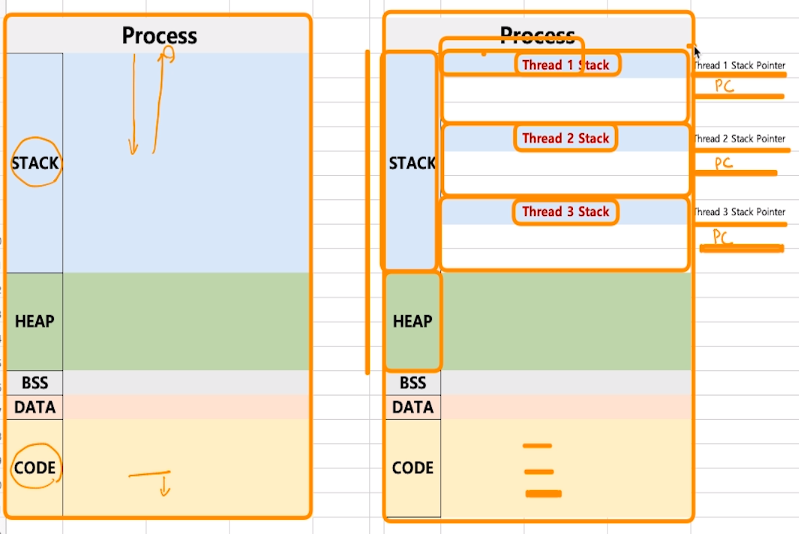 Process
STACK
HEAP
BSS
DATA
CODE
Process
Thread 1 Stack
Thread 1 Stack Pointer
PC
Thread 2 Stack
Thread 2 Stack Pointer
PC
STACK
Thread 3 Stack
Thread 3 Stack Pointer
PC
HEAP
BSS
DATA
CODE